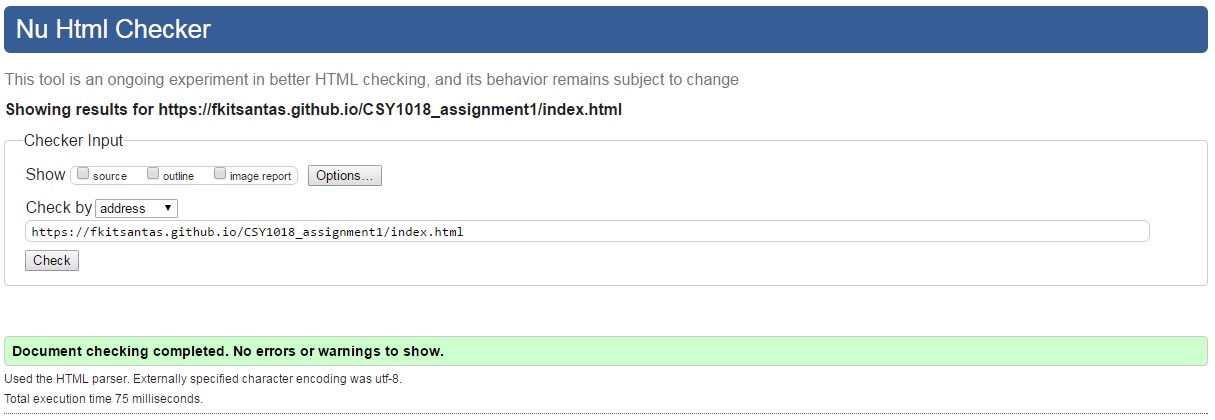 Nu Html Checker
This tool is an ongoing experiment in better HTML checking, and its behavior remains subject to change
Showing results for https://fkitsantas.github.io/CSY1018_assignment1/index.html
Checker Input
Show source outline image report Options...
Check by address
https://fkitsantas.github.io/CSY1018_assignment1/index.html
Check
Document checking completed. No errors or warnings to show.
Used the HTML parser. Externally specified character encoding was utf-8.
Total execution time 75 milliseconds.